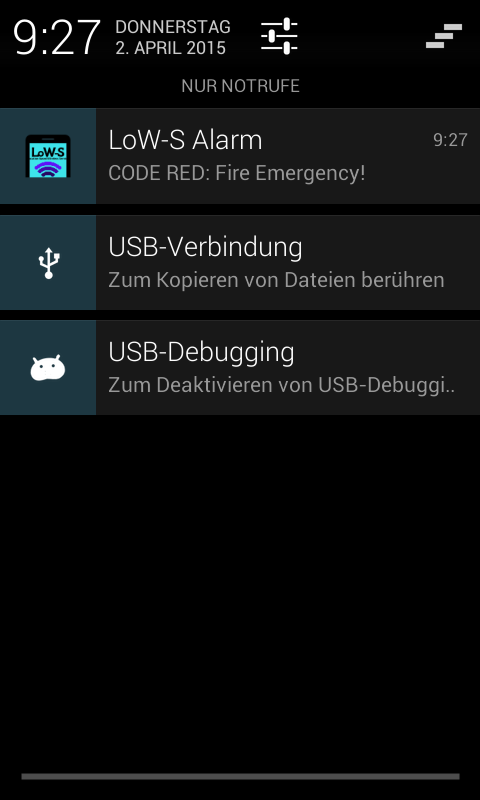 9:27
DONNERSTAG
2. APRIL 2015
NUR NOTRUFE
LoW-S
LoW-S Alarm
9:27
CODE RED: Fire Emergency!
USB-Verbindung
Zum Kopieren von Dateien berühren
USB-Debugging
Zum Deaktivieren von USB-Debuggi..